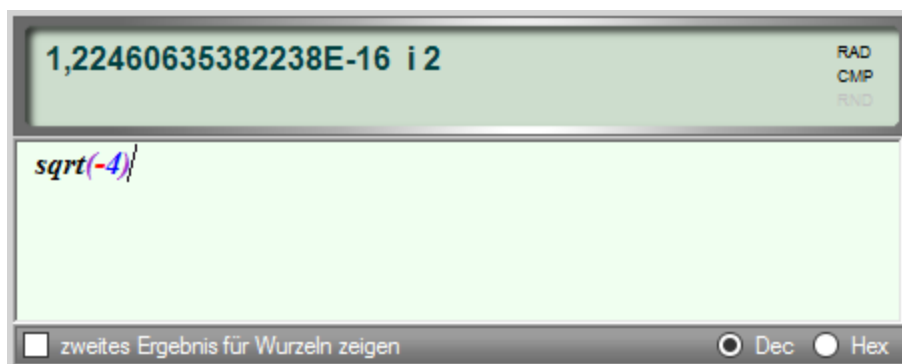 1,22460635382238E-16 i 2
RAD
CMP
RND
sqrt(-4)
zweites Ergebnis für Wurzeln zeigen
Dec Hex